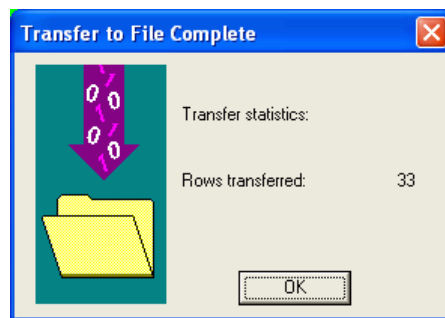 Transfer to File Complete
Transfer statistics:
Rows transferred: 33
OK